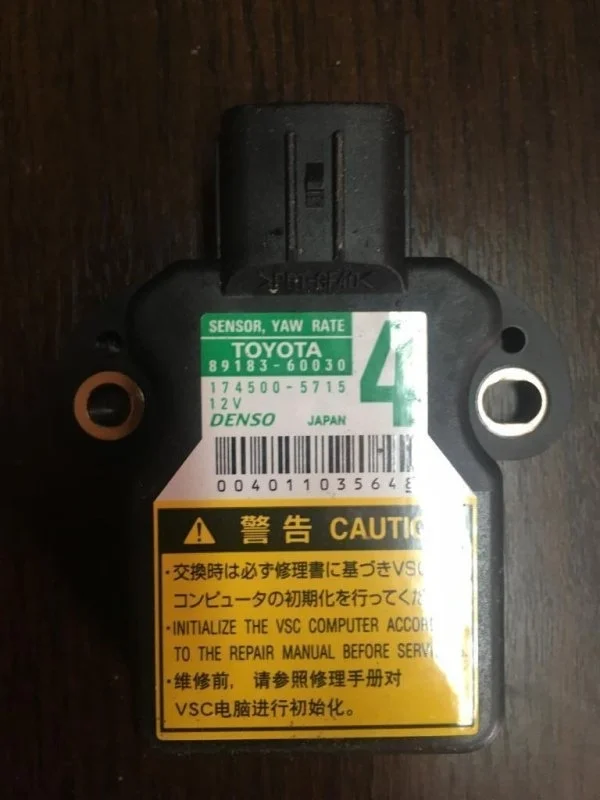 >PBT-GF40<
SENSOR, YAW RATE
TOYOTA
89183-60030
4
174500-5715
12V
DENSO JAPAN
004011035648
警告 CAUTIO
・交換時は必ず修理書に基づきVSC
コンピュータの初期化を行ってくだ
・INITIALIZE THE VSC COMPUTER ACCOR
TO THE REPAIR MANUAL BEFORE SERV
・维修前，请参照修理手册对
VSC电脑进行初始化。